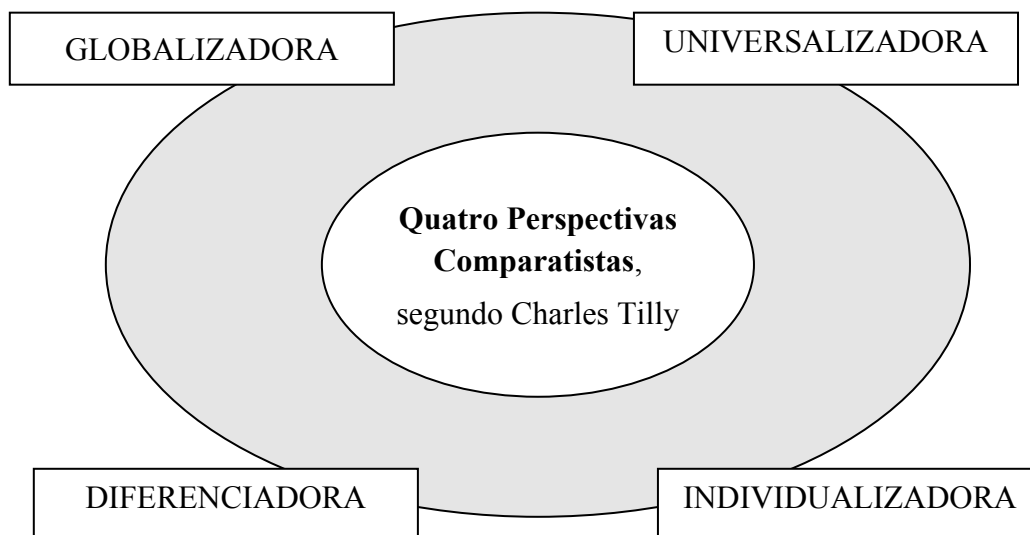 GLOBALIZADORA
UNIVERSALIZADORA
Quatro Perspectivas
Comparatistas,
segundo Charles Tilly
DIFERENCIADORA
INDIVIDUALIZADORA